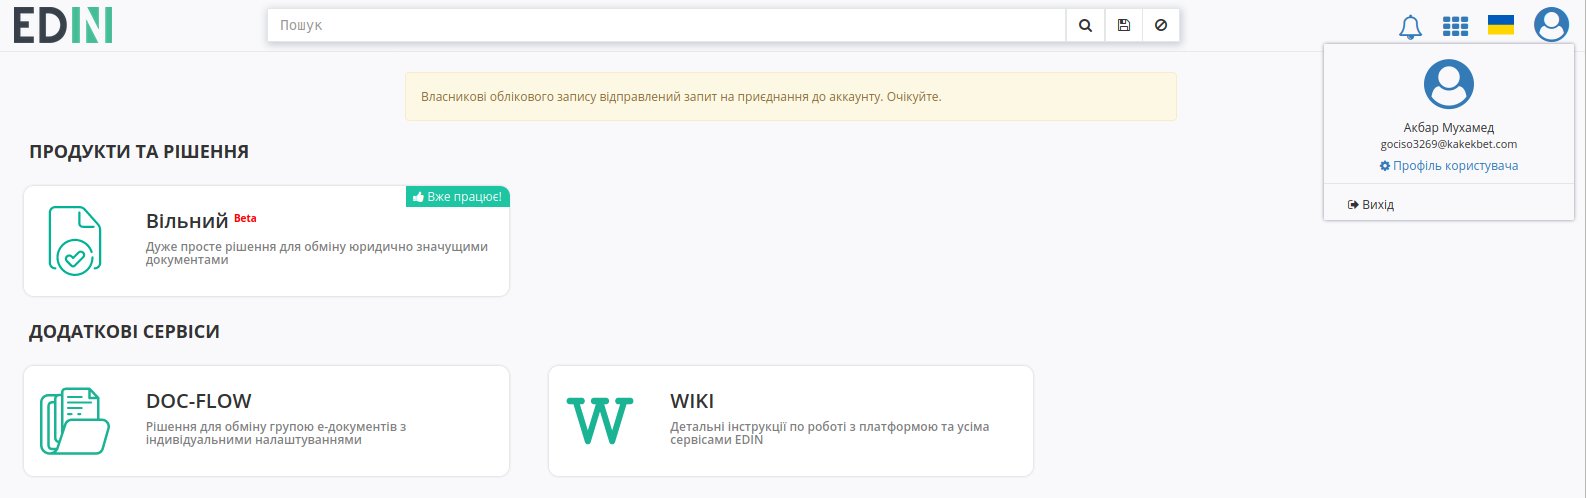 EDIN
Пошук
Власникові облікового запису відправлений запит на приєднання до аккаунту. Очікуйте.
Акбар Мухамед
gociso3269@kakekbet.com
Профіль користувача
Вихід
ПРОДУКТИ ТА РІШЕННЯ
Вже працює!
Вільний Beta
Дуже просте рішення для обміну юридично значущими
документами
ДОДАТКОВІ СЕРВІСИ
DOC-FLOW
Рішення для обміну групою е-документів з
індивідуальними налаштуваннями
W
WIKI
Детальні інструкції по роботі з платформою та усіма
сервісами EDIN